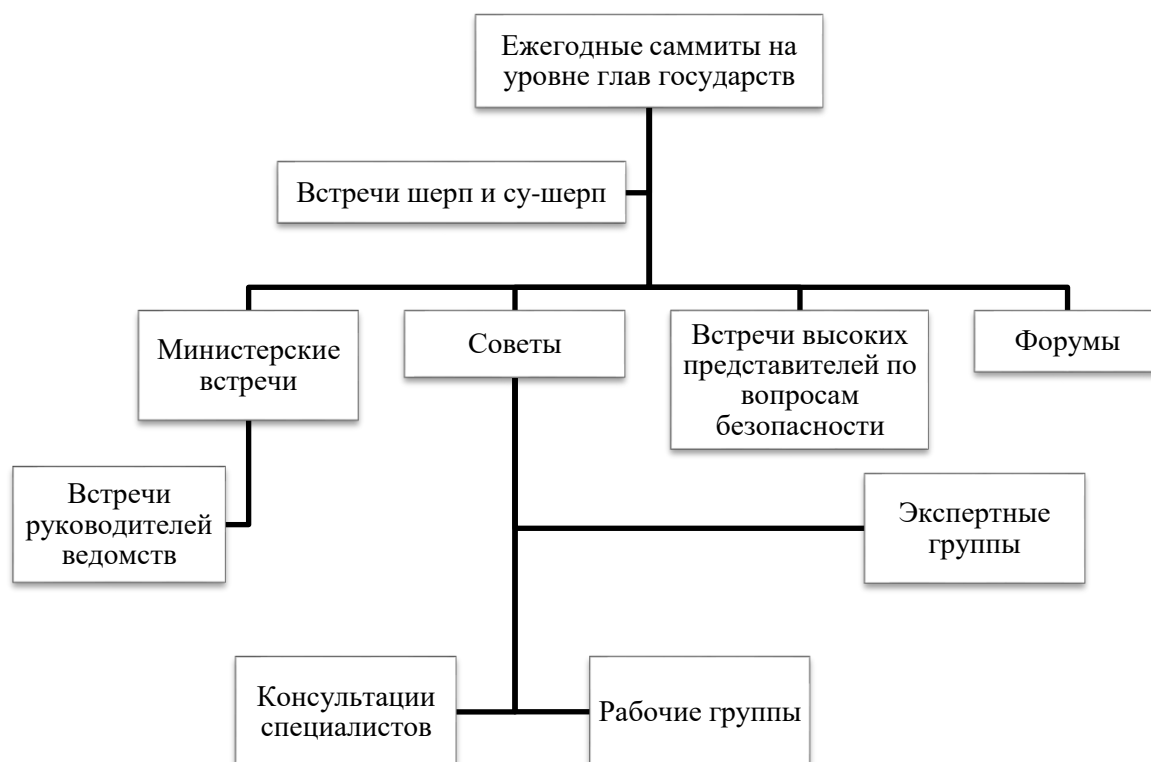 Ежегодные саммиты на
уровне глав государств
Встречи шерп и су-шерп
Министерские
встречи
Советы
Встречи высоких
представителей по
вопросам
безопасности
Форумы
Встречи
руководителей
ведомств
Экспертные
группы
Консультации
специалистов
Рабочие группы